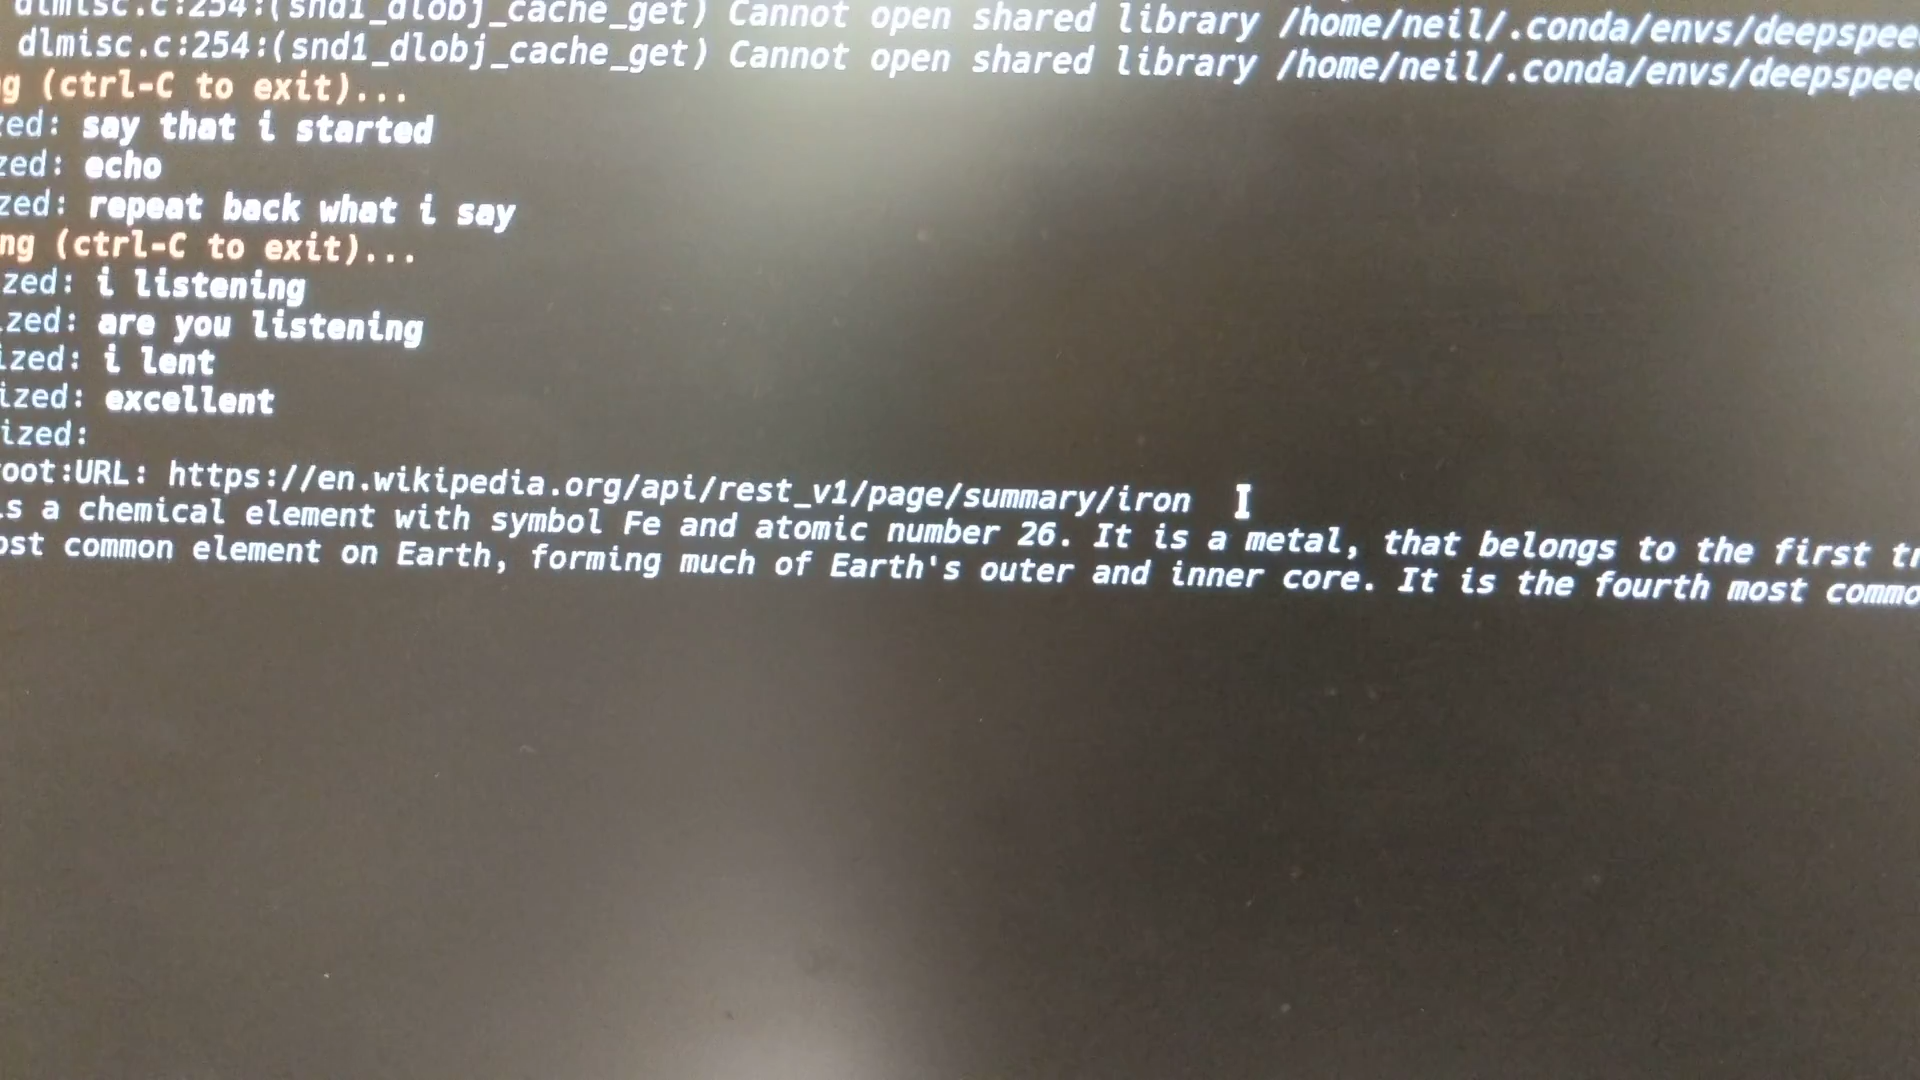 dlmisc.c:254:(snd1_dlobj_cache_get) Cannot open shared library /home/neil/.conda/envs/deepspee
dlmisc.c:254:(snd1_dlobj_cache_get) Cannot open shared library /home/neil/.conda/envs/deepspeec
g (ctrl-C to exit)...
zed: say that i started
zed: echo
zed: repeat back what i say
ng (ctrl-C to exit)...
zed: i listening
ized: are you listening
ized: i lent
ized: excellent
ized:
oot:URL: https://en.wikipedia.org/api/rest_v1/page/summary/iron
is a chemical element with symbol Fe and atomic number 26. It is a metal, that belongs to the first tr
ost common element on Earth, forming much of Earth's outer and inner core. It is the fourth most commo